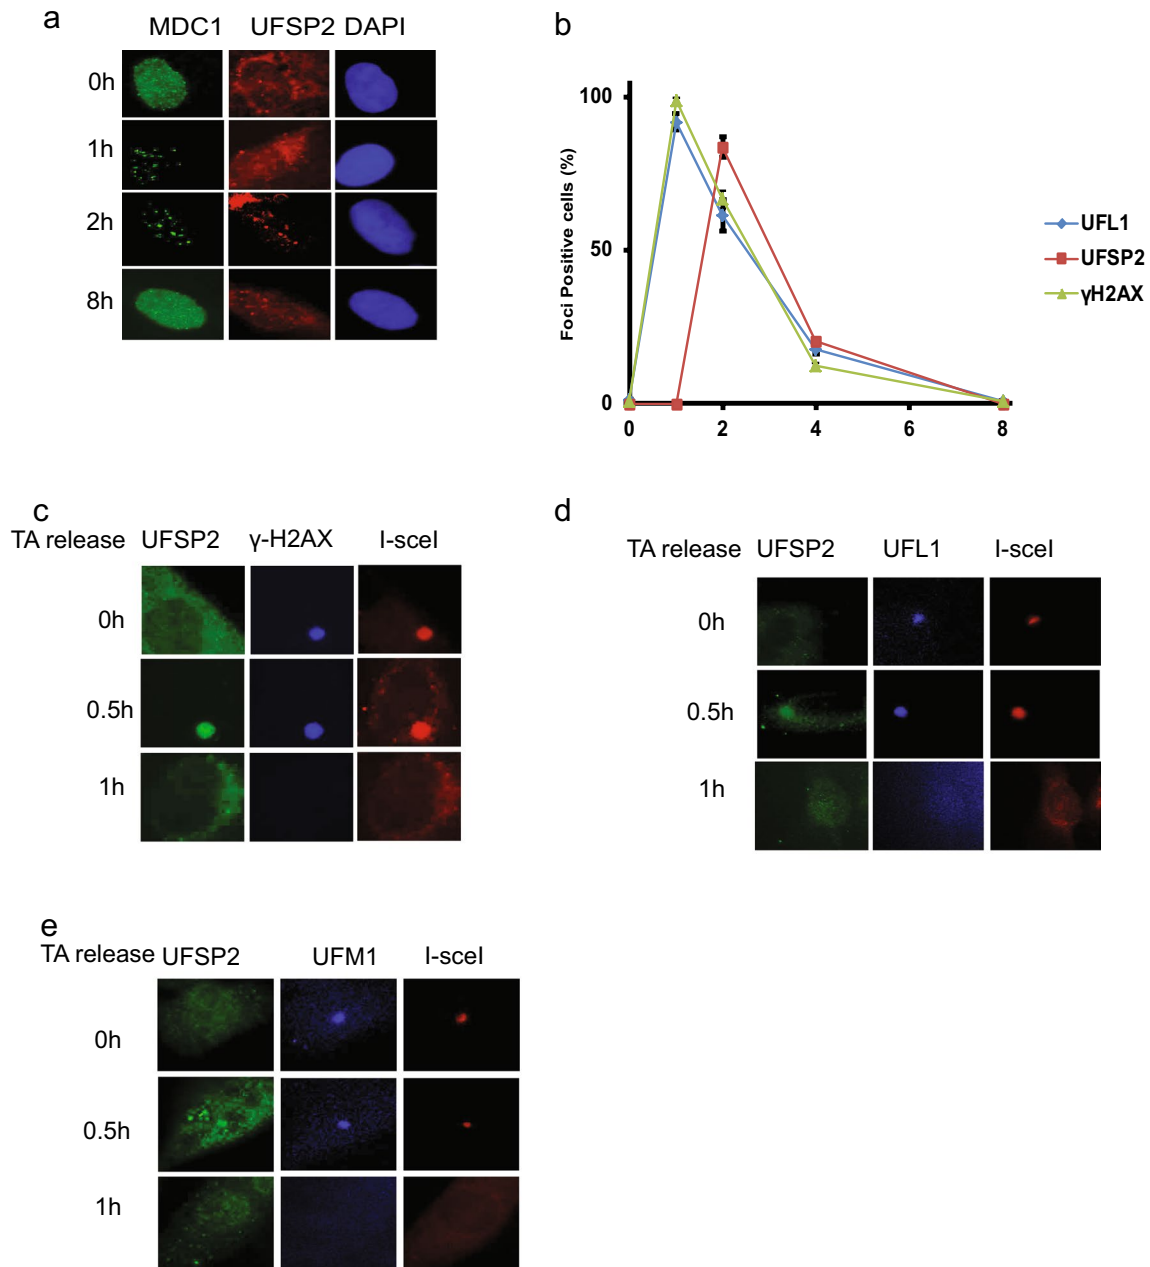 a
MDC1 UFSP2 DAPI
0h
1h
2h
8h
b
Foci Positive cells (%)
100
50
0
0 2 4 6 8
UFL1
UFSP2
γH2AX
c
TA release UFSP2 γ-H2AX I-sceI
0h
0.5h
1h
d
TA release UFSP2 UFL1 I-sceI
0h
0.5h
1h
e
TA release UFSP2 UFM1 I-sceI
0h
0.5h
1h